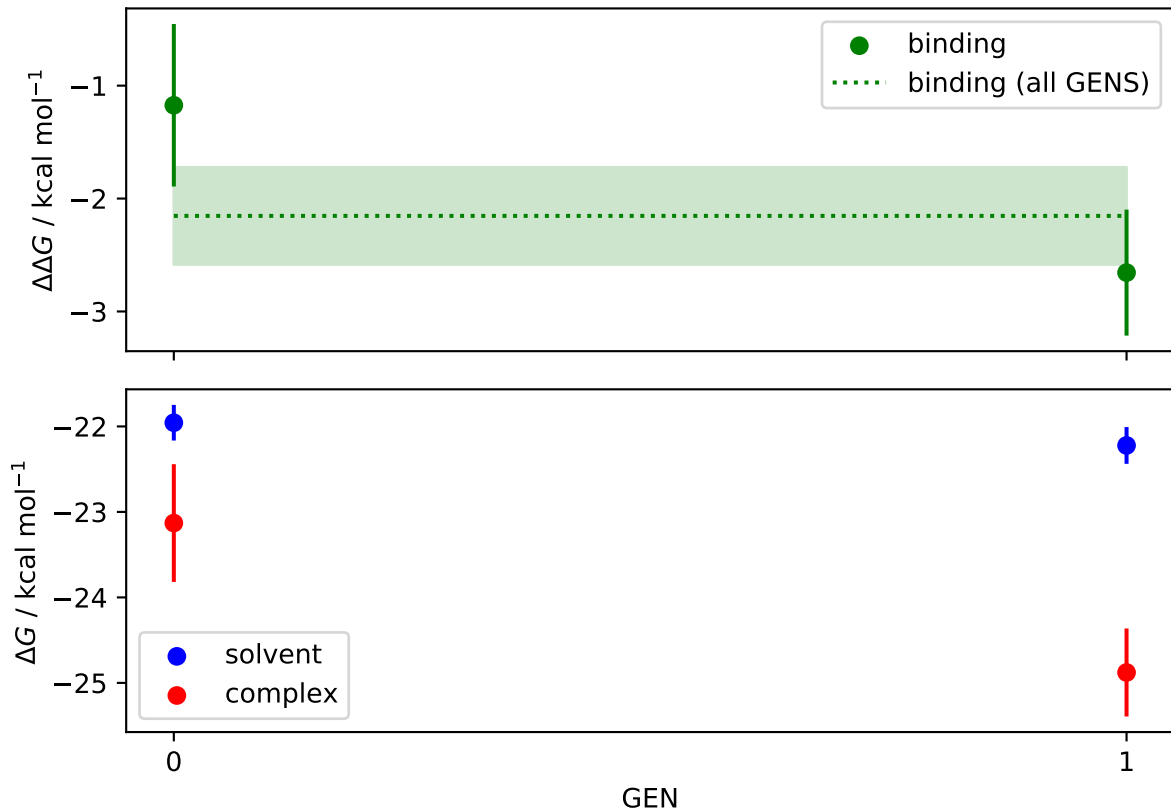 binding
binding (all GENS)
−1
−2
−3
ΔΔG / kcal mol⁻¹
−22
−23
−24
−25
ΔG / kcal mol⁻¹
solvent
complex
0
1
GEN